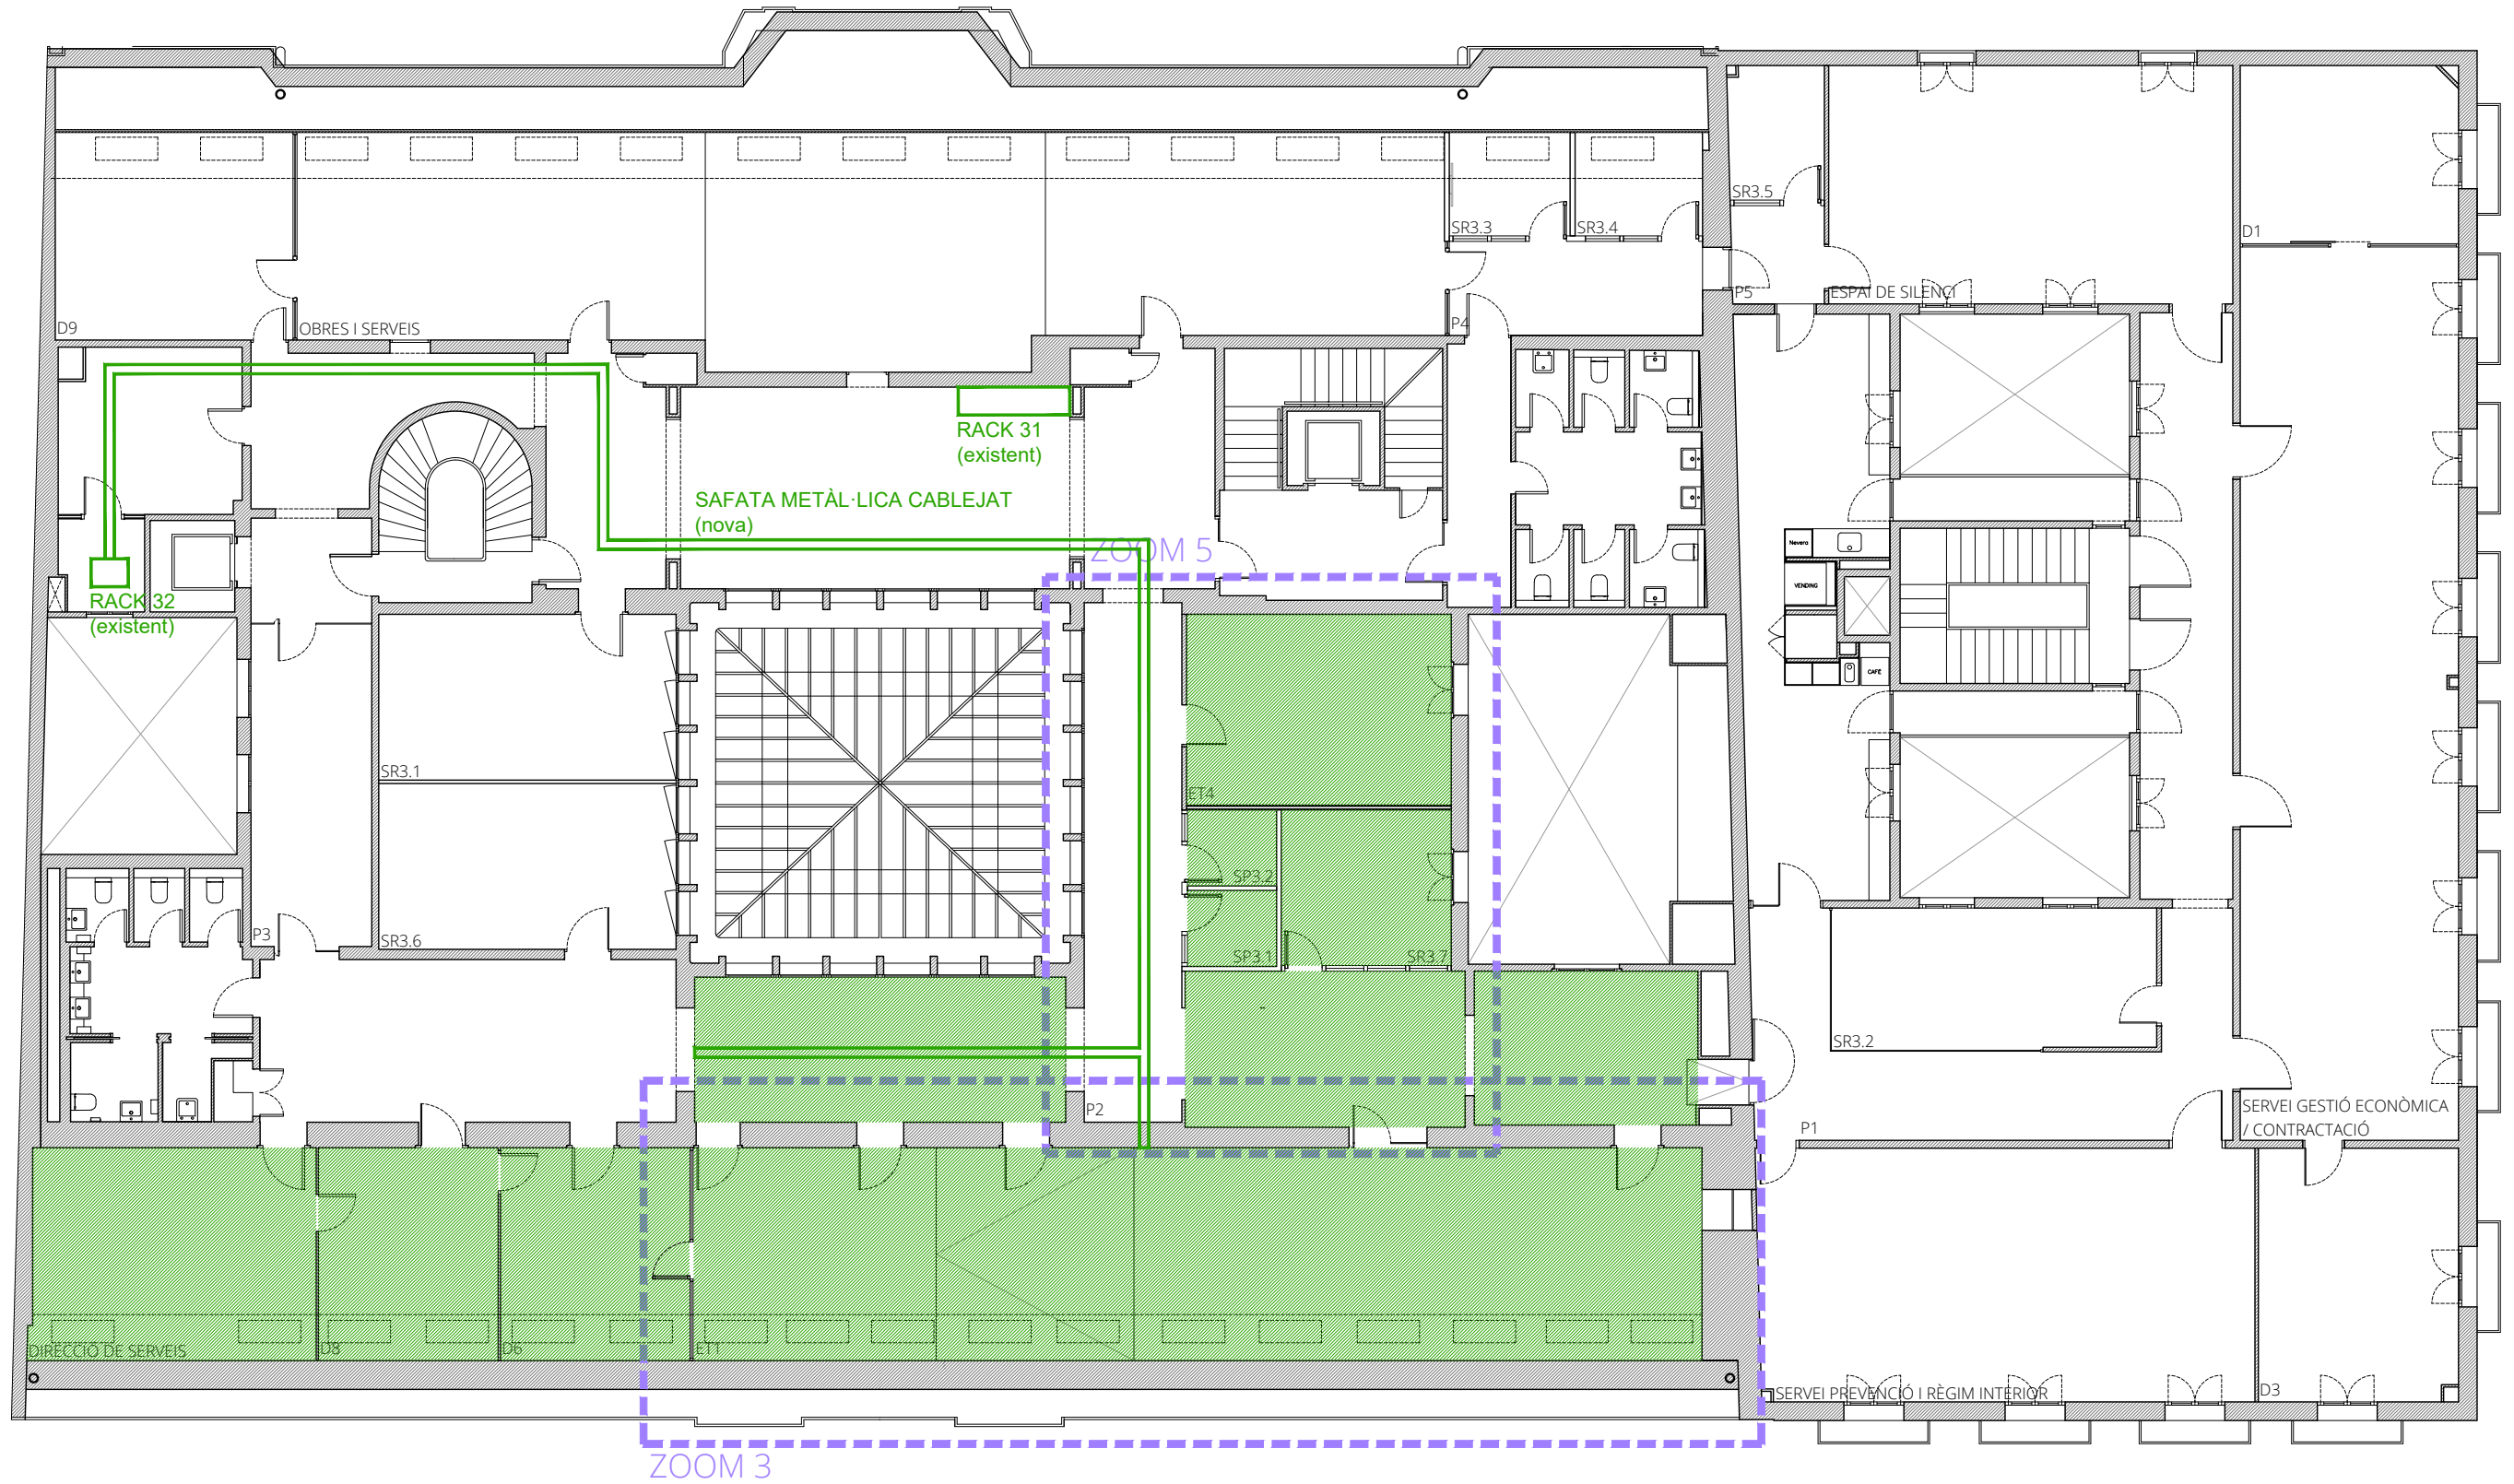 SR3.5
SR3.3
SR3.4
D1
P5
ESPAI DE SILENCI
D9
OBRES I SERVEIS
P4
RACK 31
(existent)
SAFATA METÀL·LICA CABLEJAT
(nova)
ZOOM 5
Nevera
VENDING
RACK 32
(existent)
CAFÈ
SR3.1
ET4
SP3.2
P3
SR3.6
SP3.1
SR3.7
SR3.2
P2
SERVEI GESTIÓ ECONÒMICA
/ CONTRACTACIÓ
P1
DIRECCIÓ DE SERVEIS
D8
D6
ET1
SERVEI PREVENCIÓ I RÈGIM INTERIOR
D3
ZOOM 3